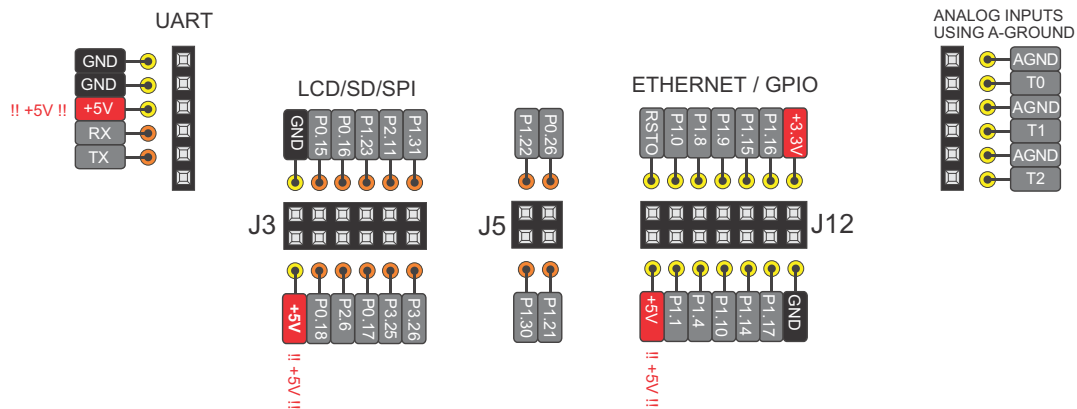 UART
GND
GND
!! +5V !! +5V
RX
TX
LCD/SD/SPI
GND P0.15 P0.16 P1.23 P2.11 P1.31
J3
+5V P0.18 P2.6 P0.17 P3.25 P3.26
!! +5V !!
P1.22 P0.26
J5
P1.30 P1.21
ETHERNET / GPIO
RSTO P1.0 P1.8 P1.9 P1.15 P1.16 +3.3V
J12
+5V P1.1 P1.4 P1.10 P1.14 P1.17 GND
!! +5V !!
ANALOG INPUTS
USING A-GROUND
AGND
T0
AGND
T1
AGND
T2